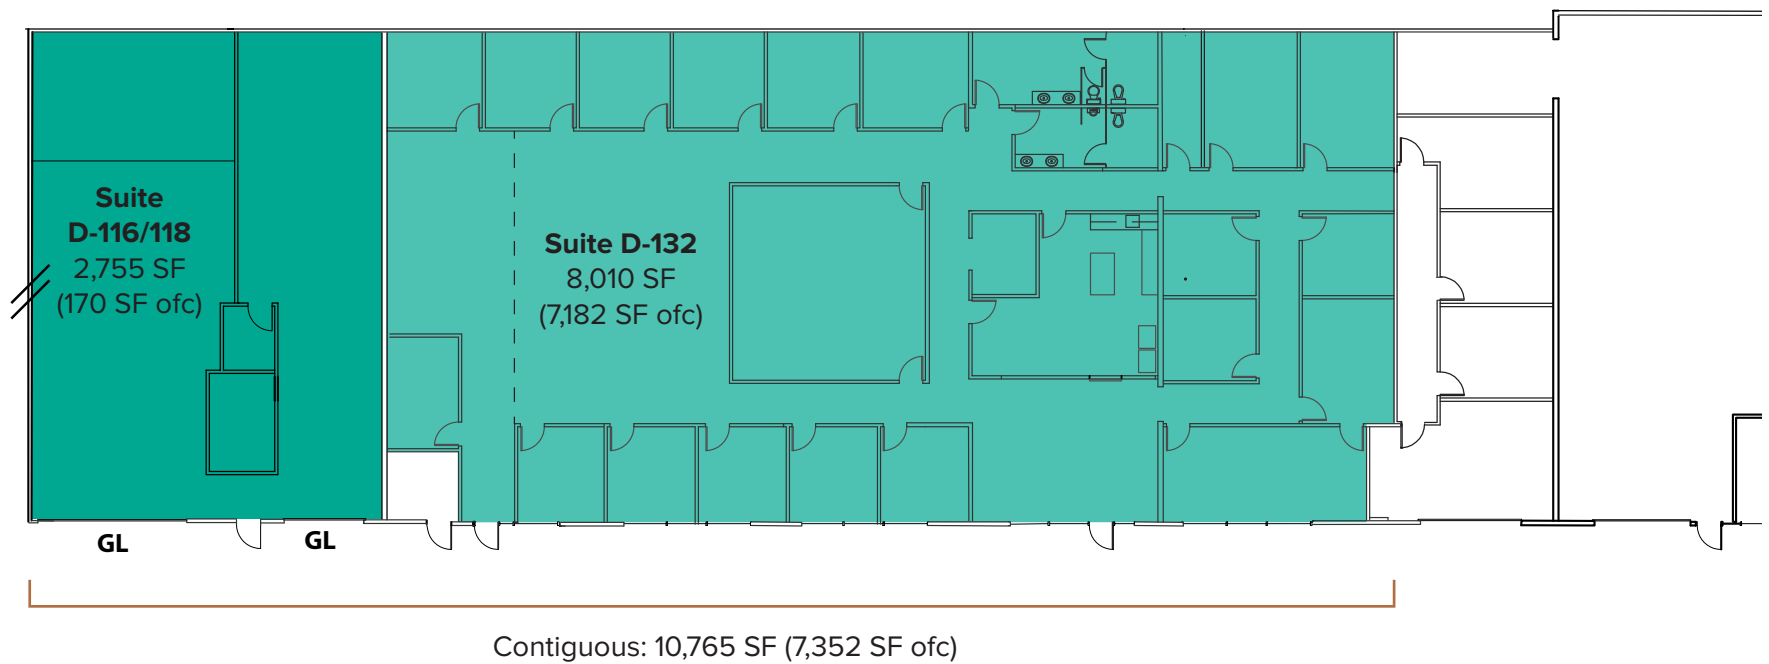 Suite
D-116/118
2,755 SF
(170 SF ofc)
Suite D-132
8,010 SF
(7,182 SF ofc)
GL
GL
Contiguous: 10,765 SF (7,352 SF ofc)